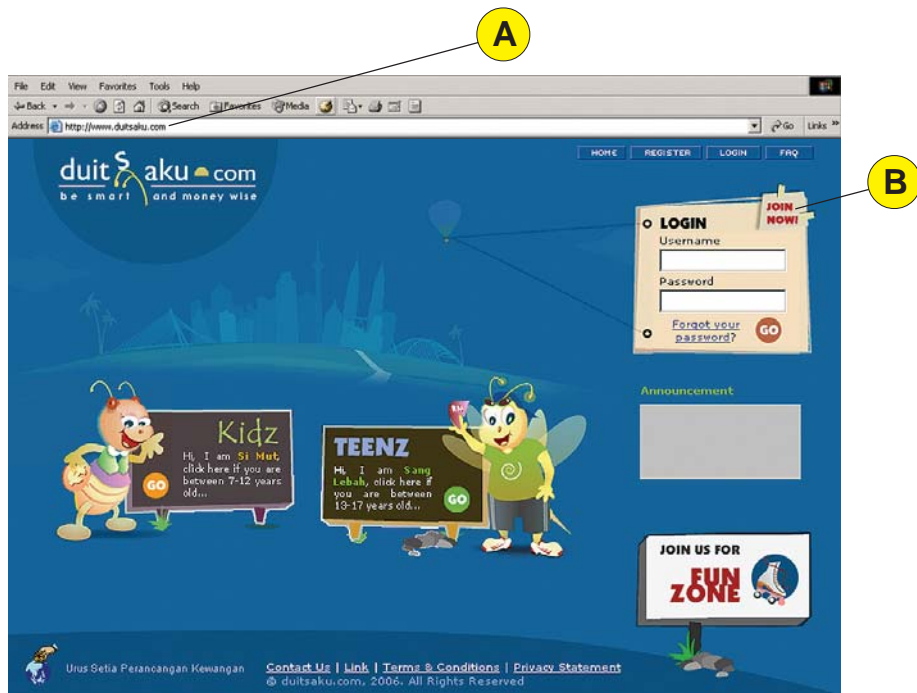 A
File Edit View Favorites Tools Help
Back Search Favorites Media
Address http://www.duitsaku.com Go Links »
HOME REGISTER LOGIN FAQ
duit Saku.com
be smart and money wise
B
JOIN NOW!
LOGIN
Username
Password
Forgot your
password?
GO
Announcement
Kidz
Hi, I am Si Mut,
click here if you are
between 7-12 years
old...
GO
TEENZ
Hi, I am Sang
Lebah, click here if
you are between
13-17 years old...
GO
RM
JOIN US FOR
FUN
ZONE
Urus Setia Perancangan Kewangan
Contact Us | Link | Terms & Conditions | Privacy Statement
© duitsaku.com, 2006. All Rights Reserved